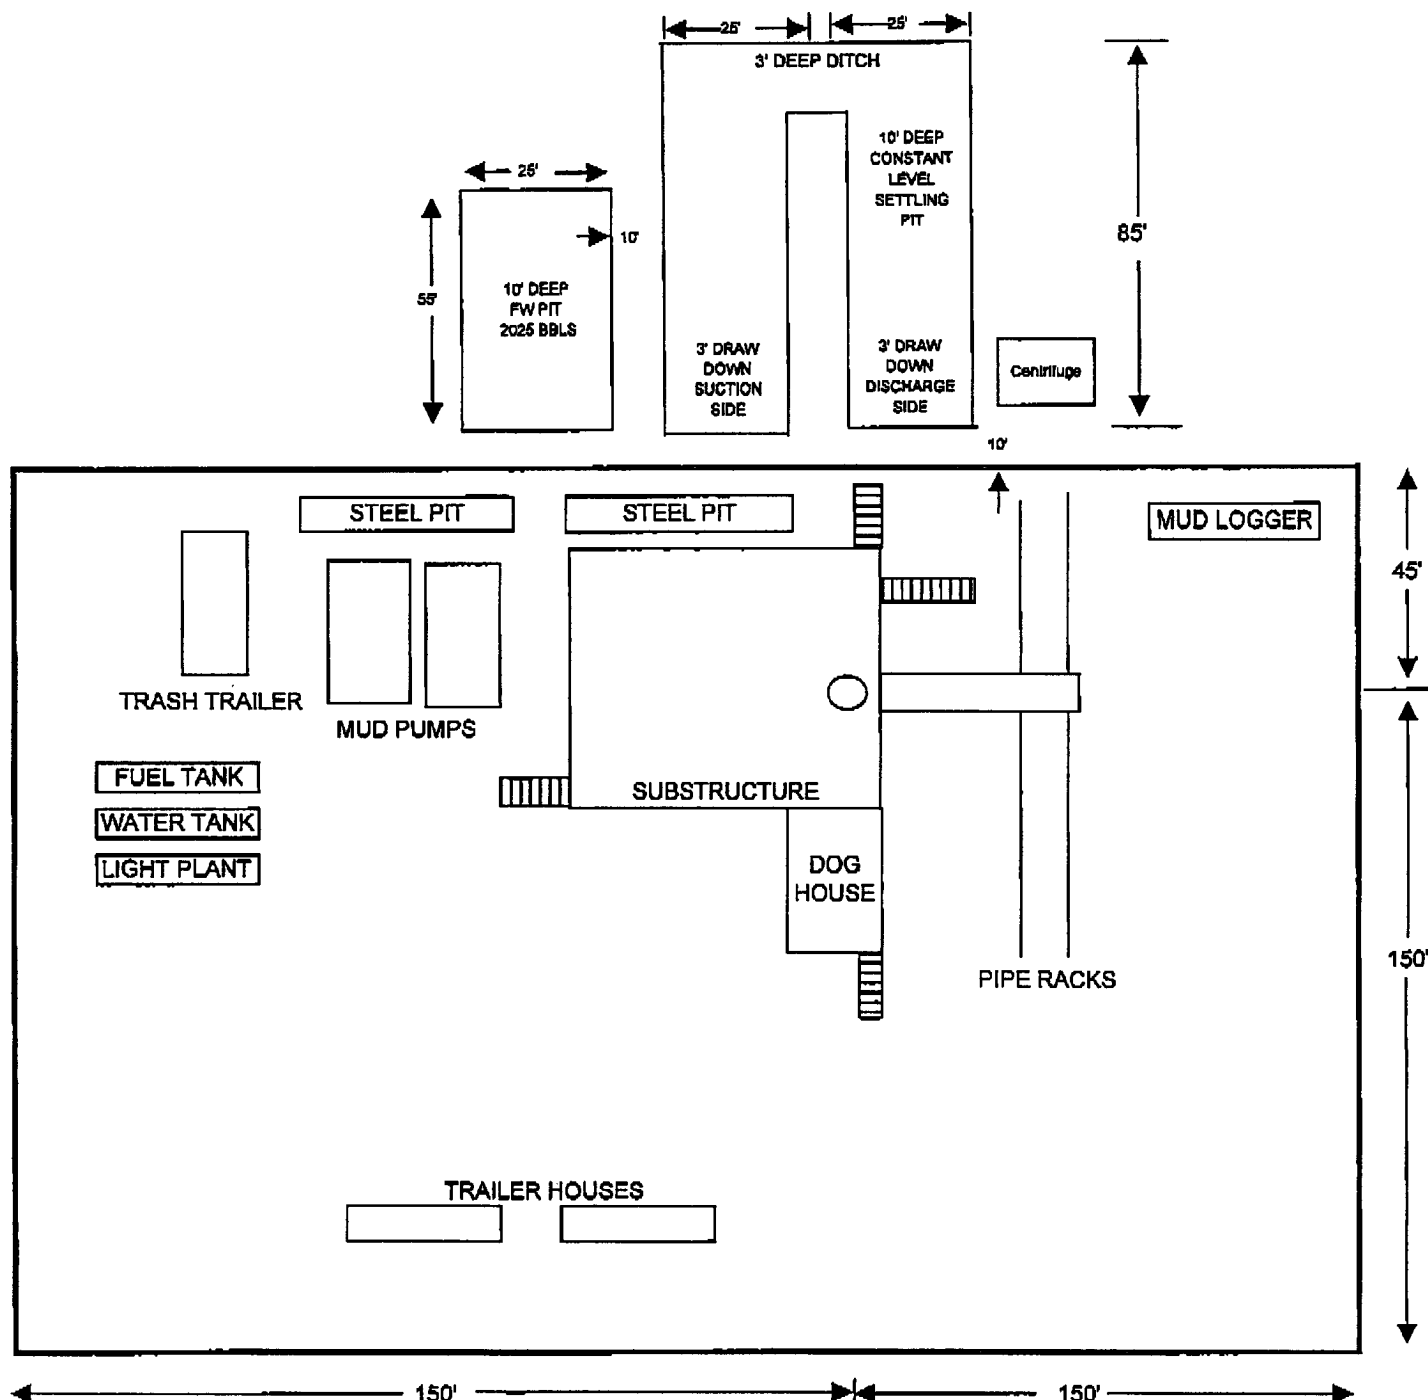 25'
25'
3' DEEP DITCH
10' DEEP
CONSTANT
LEVEL
SETTLING
PIT
25'
10'
85'
55'
10' DEEP
FW PIT
2025 BBLS
3' DRAW
DOWN
SUCTION
SIDE
3' DRAW
DOWN
DISCHARGE
SIDE
Centrifuge
10'
STEEL PIT
STEEL PIT
MUD LOGGER
45'
TRASH TRAILER
MUD PUMPS
FUEL TANK
WATER TANK
LIGHT PLANT
SUBSTRUCTURE
DOG
HOUSE
PIPE RACKS
150'
TRAILER HOUSES
150'
150'